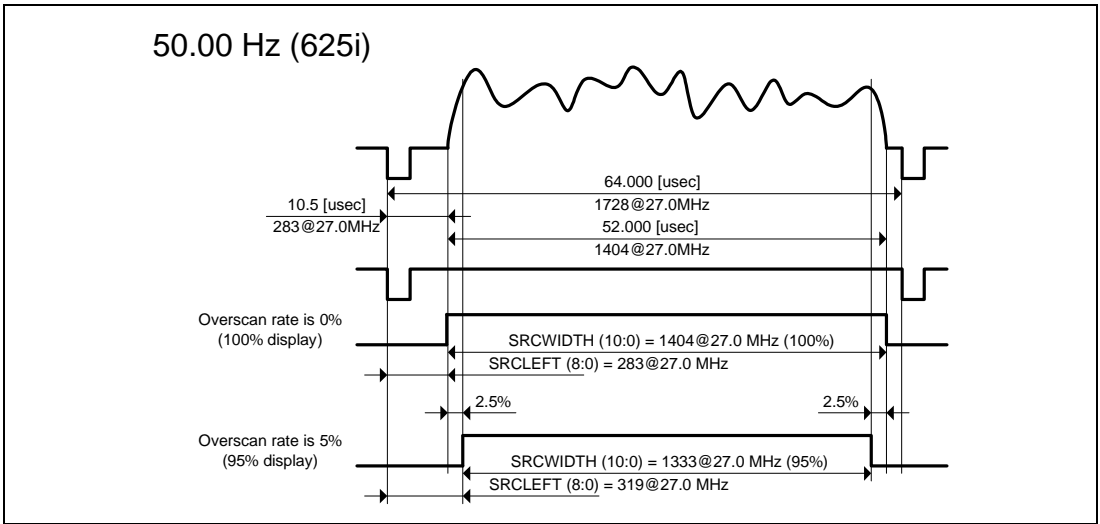 50.00 Hz (625i)
64.000 [usec]
1728@27.0MHz
10.5 [usec]
283@27.0MHz
52.000 [usec]
1404@27.0MHz
Overscan rate is 0%
(100% display)
SRCWIDTH (10:0) = 1404@27.0 MHz (100%)
SRCLEFT (8:0) = 283@27.0 MHz
2.5%
2.5%
Overscan rate is 5%
(95% display)
SRCWIDTH (10:0) = 1333@27.0 MHz (95%)
SRCLEFT (8:0) = 319@27.0 MHz